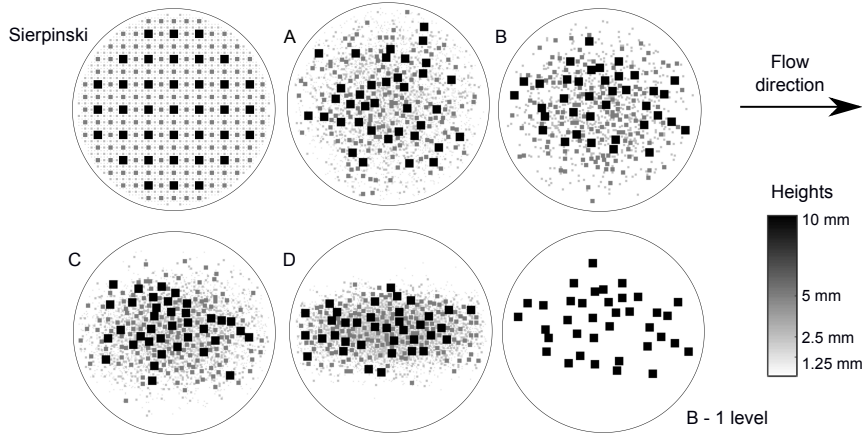 Sierpinski
A
B
Flow
direction
Heights
10 mm
5 mm
2.5 mm
1.25 mm
C
D
B - 1 level